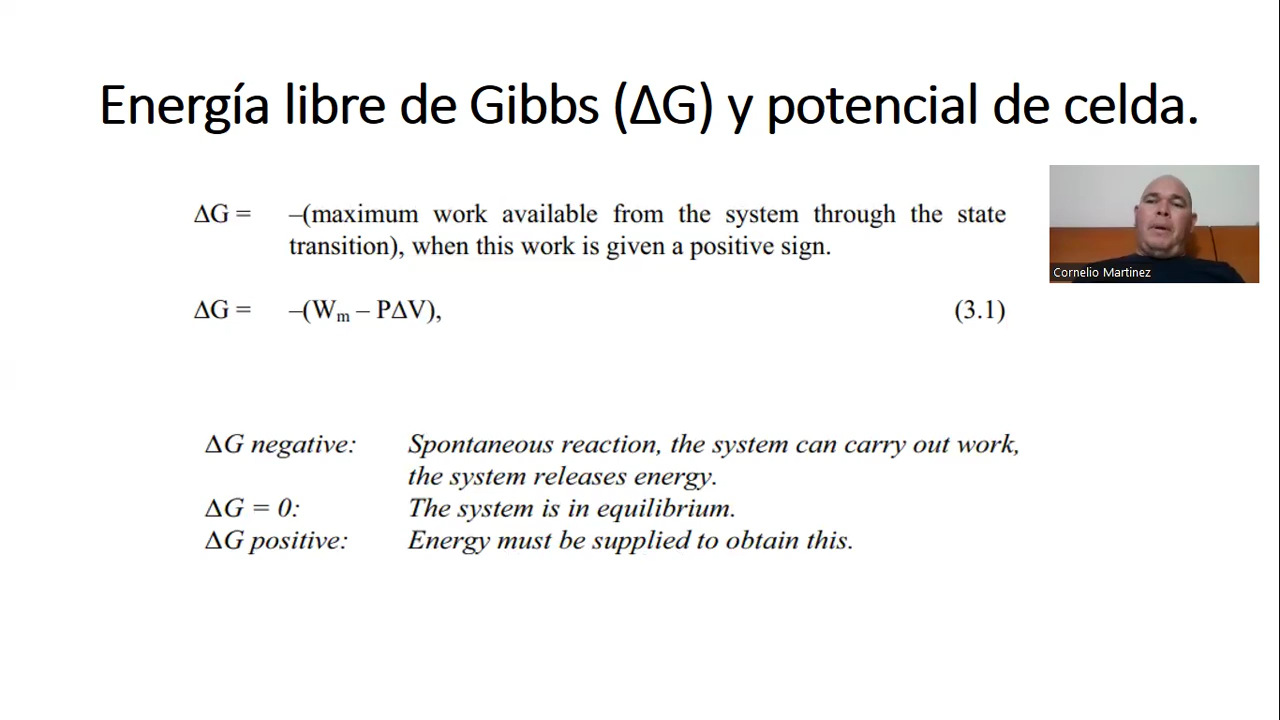 Energía libre de Gibbs (ΔG) y potencial de celda.
ΔG = –(maximum work available from the system through the state
transition), when this work is given a positive sign.
Cornelio Martinez
ΔG = –(Wₘ – PΔV), (3.1)
ΔG negative: Spontaneous reaction, the system can carry out work,
the system releases energy.
ΔG = 0: The system is in equilibrium.
ΔG positive: Energy must be supplied to obtain this.